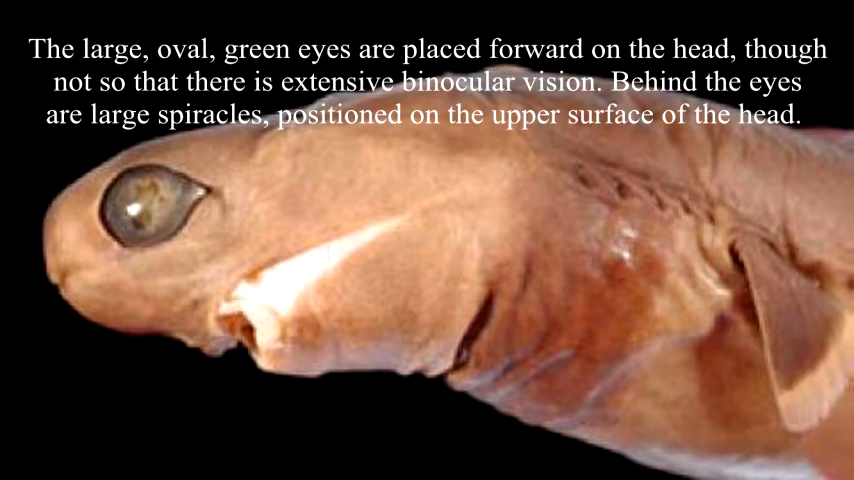 The large, oval, green eyes are placed forward on the head, though
not so that there is extensive binocular vision. Behind the eyes
are large spiracles, positioned on the upper surface of the head.